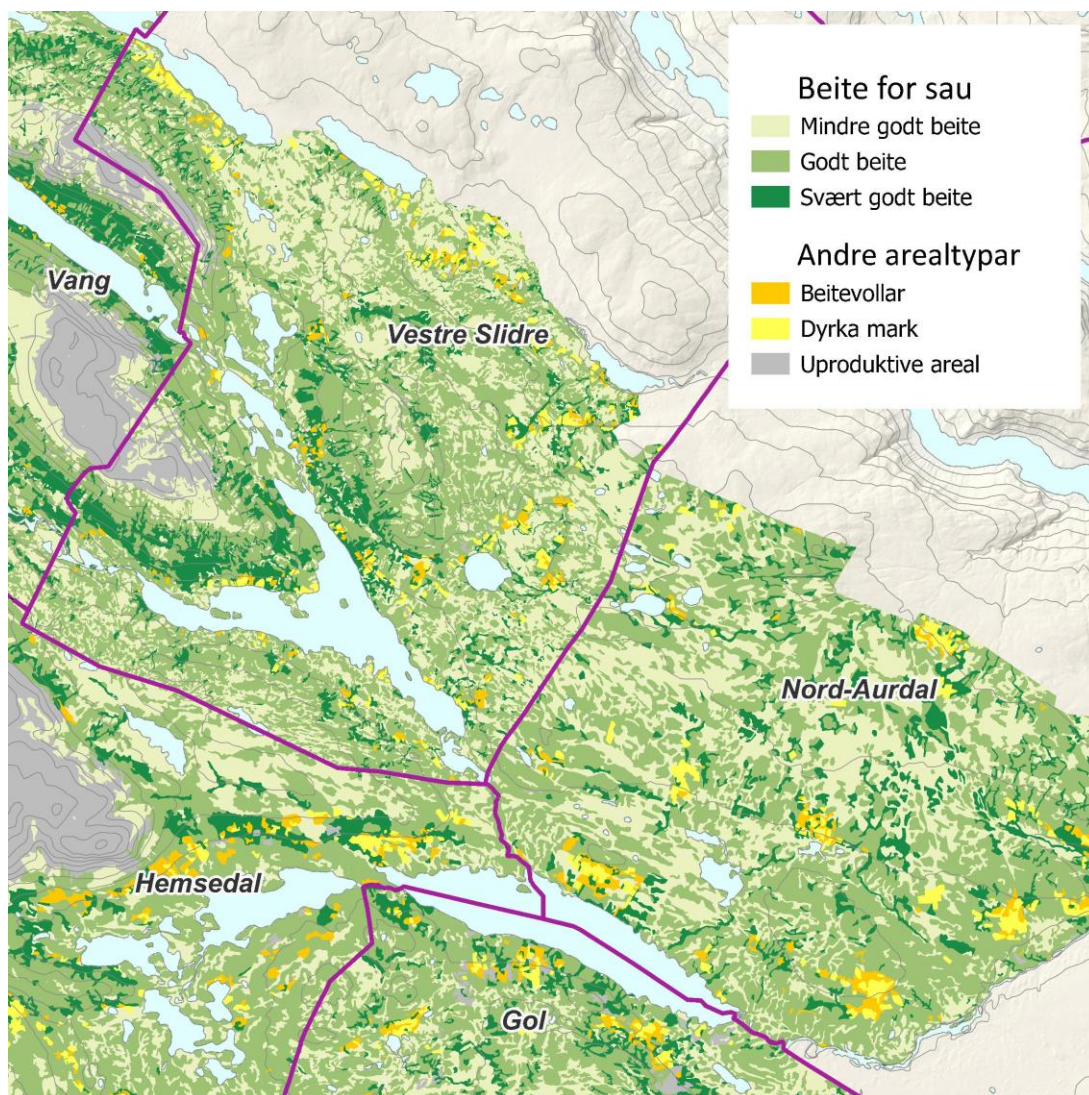 Beite for sau
Mindre godt beite
Godt beite
Svært godt beite
Andre arealtypar
Beitevollar
Dyrka mark
Uproduktive areal
Vang
Vestre Slidre
Nord-Aurdal
Hemsedal
Gol